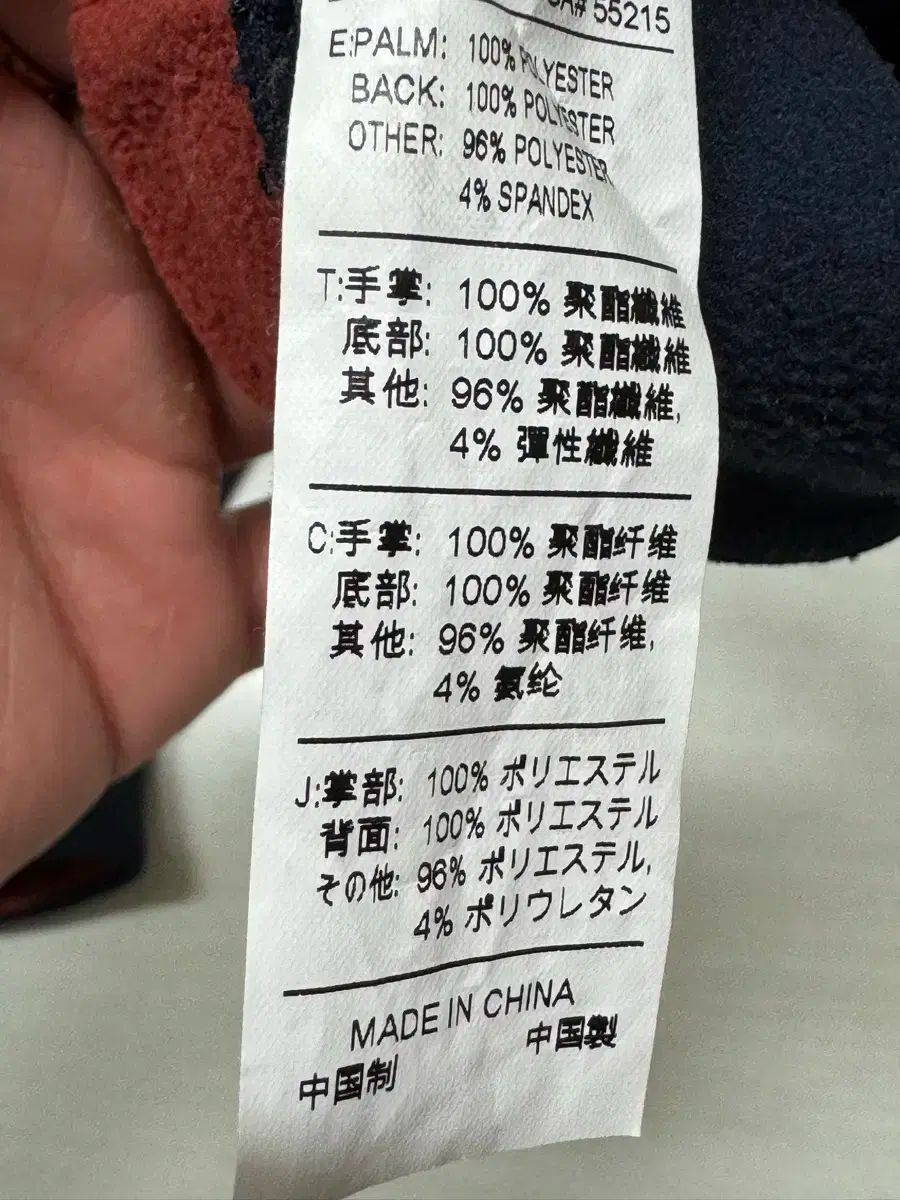 A# 55215
E:PALM: 100% POLYESTER
BACK: 100% POLYESTER
OTHER: 96% POLYESTER
4% SPANDEX
T:手掌: 100% 聚酯纖維
底部: 100% 聚酯纖維
其他: 96% 聚酯纖維,
4% 彈性纖維
C:手掌: 100% 聚酯纤维
底部: 100% 聚酯纤维
其他: 96% 聚酯纤维,
4% 氨纶
J:掌部: 100% ポリエステル
背面: 100% ポリエステル
その他: 96% ポリエステル,
4% ポリウレタン
MADE IN CHINA
中国制 中国製